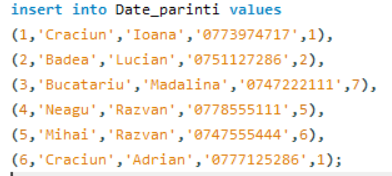 insert into Date_parinti values
(1,'Craciun','Ioana','0773974717',1),
(2,'Badea','Lucian','0751127286',2),
(3,'Bucatariu','Madalina','0747222111',7),
(4,'Neagu','Razvan','0778555111',5),
(5,'Mihai','Razvan','0747555444',6),
(6,'Craciun','Adrian','0777125286',1);